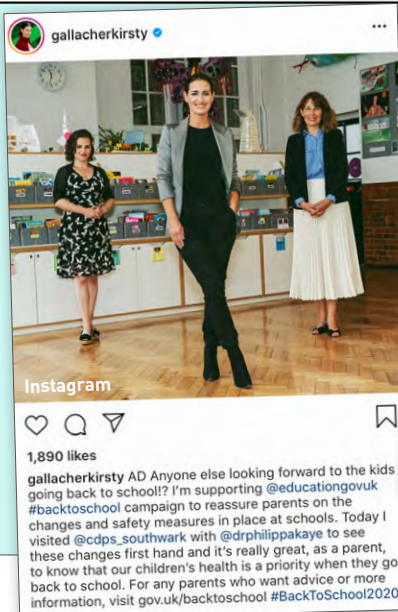 gallacherkirsty
Instagram
1,890 likes
gallacherkirsty AD Anyone else looking forward to the kids
going back to school!? I'm supporting @educationgovuk
#backtoschool campaign to reassure parents on the
changes and safety measures in place at schools. Today I
visited @cdps_southwark with @drphilippakaye to see
these changes first hand and it's really great, as a parent,
to know that our children's health is a priority when they go
back to school. For any parents who want advice or more
information, visit gov.uk/backtoschool #BackToSchool2020